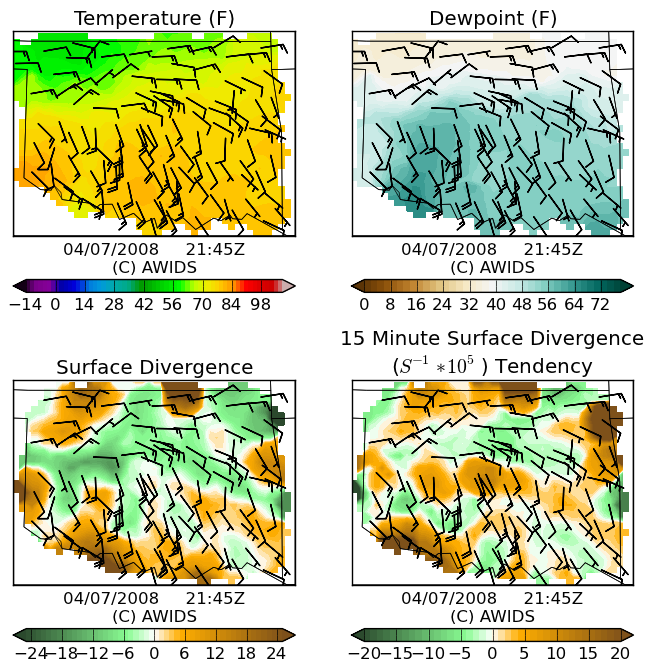 Temperature (F)
Dewpoint (F)
04/07/2008 21:45Z
(C) AWIDS
04/07/2008 21:45Z
(C) AWIDS
−14 0 14 28 42 56 70 84 98
0 8 16 24 32 40 48 56 64 72
Surface Divergence
15 Minute Surface Divergence
(S⁻¹ *10⁵ ) Tendency
04/07/2008 21:45Z
(C) AWIDS
04/07/2008 21:45Z
(C) AWIDS
−24−18−12 −6 0 6 12 18 24
−20−15−10 −5 0 5 10 15 20